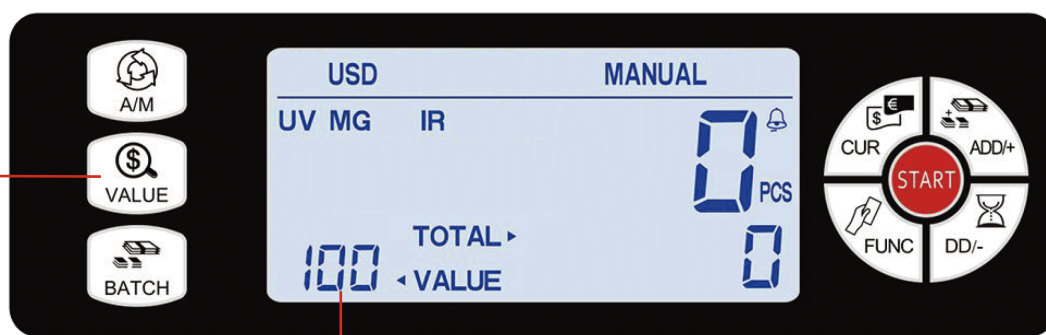 A/M
VALUE
BATCH
USD MANUAL
UV MG IR
0 PCS
TOTAL ▸ 0
100 ◂ VALUE
$ €
CUR
ADD/+
START
FUNC
DD/-